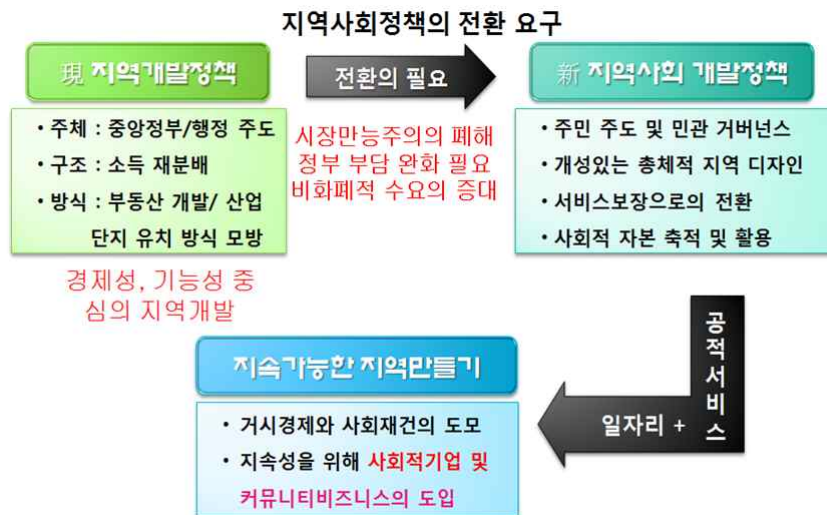 지역사회정책의 전환 요구
現 지역개발정책
• 주체 : 중앙정부/행정 주도
• 구조 : 소득 재분배
• 방식 : 부동산 개발/ 산업
단지 유치 방식 모방
경제성, 기능성 중
심의 지역개발
전환의 필요
시장만능주의의 폐해
정부 부담 완화 필요
비화폐적 수요의 증대
新 지역사회 개발정책
• 주민 주도 및 민관 거버넌스
• 개성있는 총체적 지역 디자인
• 서비스보장으로의 전환
• 사회적 자본 축적 및 활용
공적서비스
일자리 +
지속가능한 지역만들기
• 거시경제와 사회재건의 도모
• 지속성을 위해 사회적기업 및
커뮤니티비즈니스의 도입